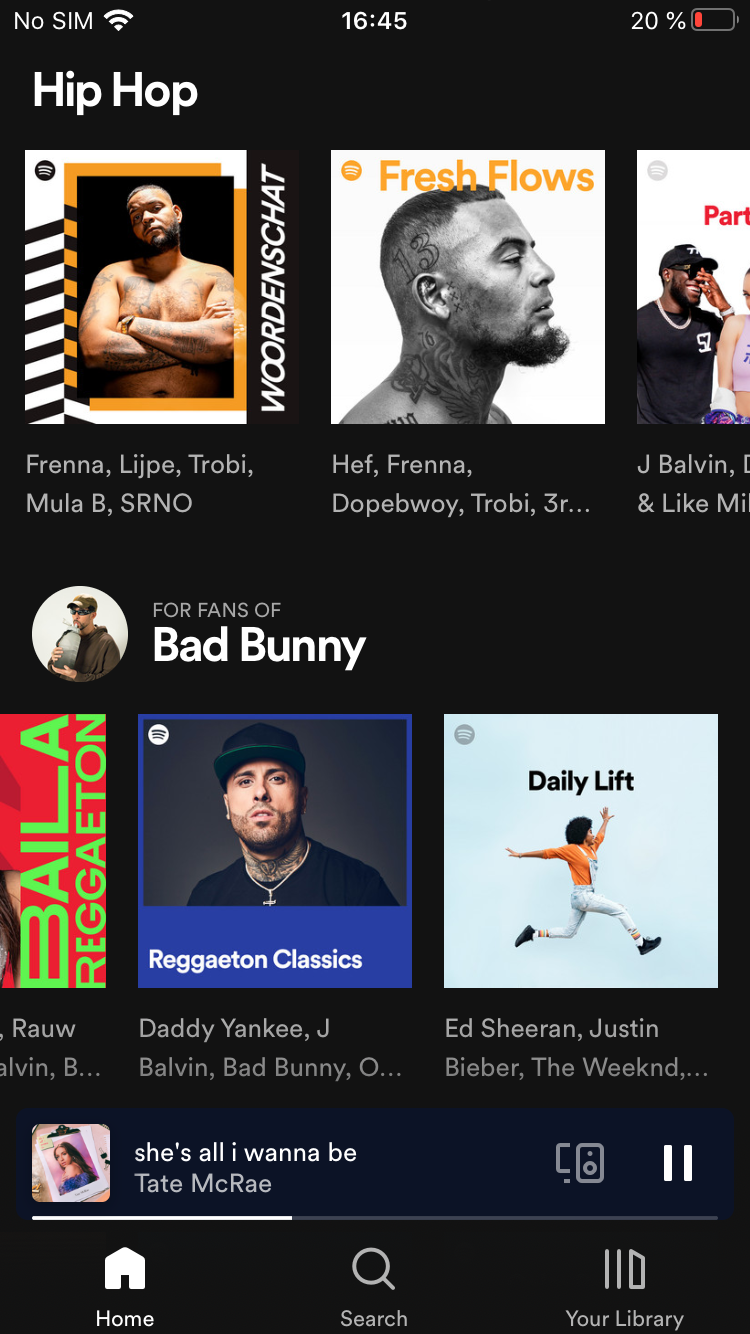 No SIM 16:45 20 %
Hip Hop
WOORDENSCHAT
Fresh Flows
Part
13
Frenna, Lijpe, Trobi,
Mula B, SRNO
Hef, Frenna,
Dopebwoy, Trobi, 3r...
J Balvin, D
& Like Mi
FOR FANS OF
Bad Bunny
BAILA
REGGAETON
Reggaeton Classics
Daily Lift
, Rauw
alvin, B...
Daddy Yankee, J
Balvin, Bad Bunny, O...
Ed Sheeran, Justin
Bieber, The Weeknd,...
she's all i wanna be
Tate McRae
Home
Search
Your Library